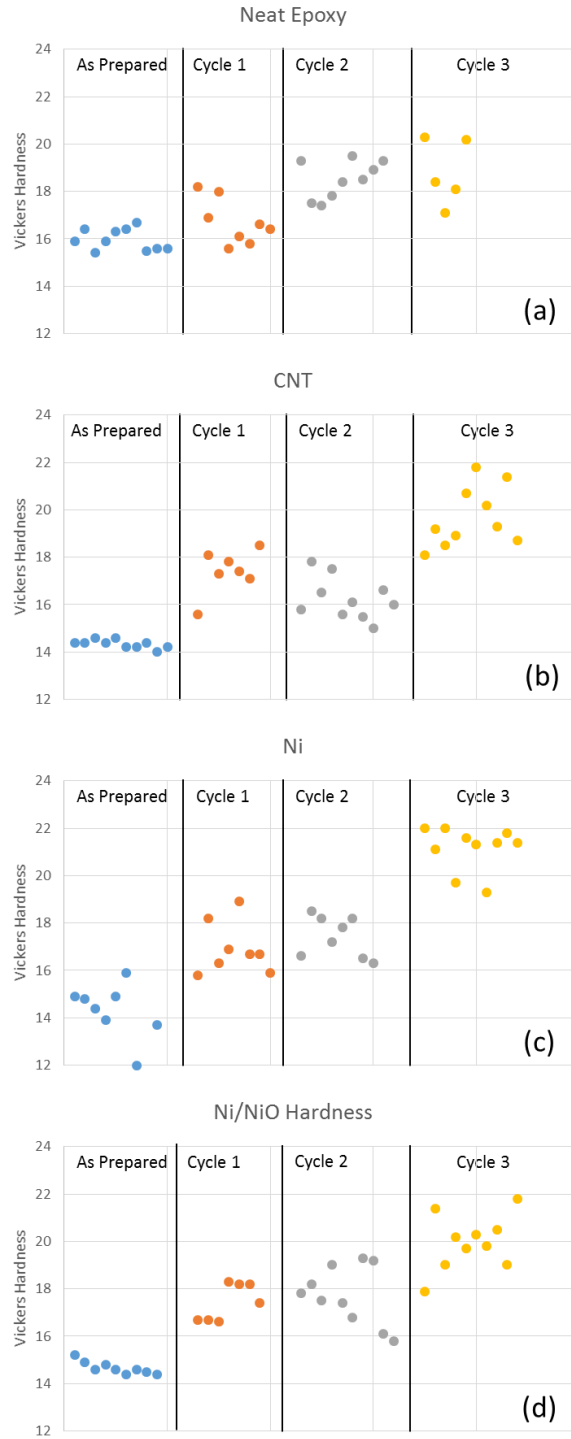 Neat Epoxy
24
22
20
18
16
14
12
Vickers Hardness
As Prepared
Cycle 1
Cycle 2
Cycle 3
(a)
CNT
24
22
20
18
16
14
12
Vickers Hardness
As Prepared
Cycle 1
Cycle 2
Cycle 3
(b)
Ni
24
22
20
18
16
14
12
Vickers Hardness
As Prepared
Cycle 1
Cycle 2
Cycle 3
(c)
Ni/NiO Hardness
24
22
20
18
16
14
12
Vickers Hardness
As Prepared
Cycle 1
Cycle 2
Cycle 3
(d)